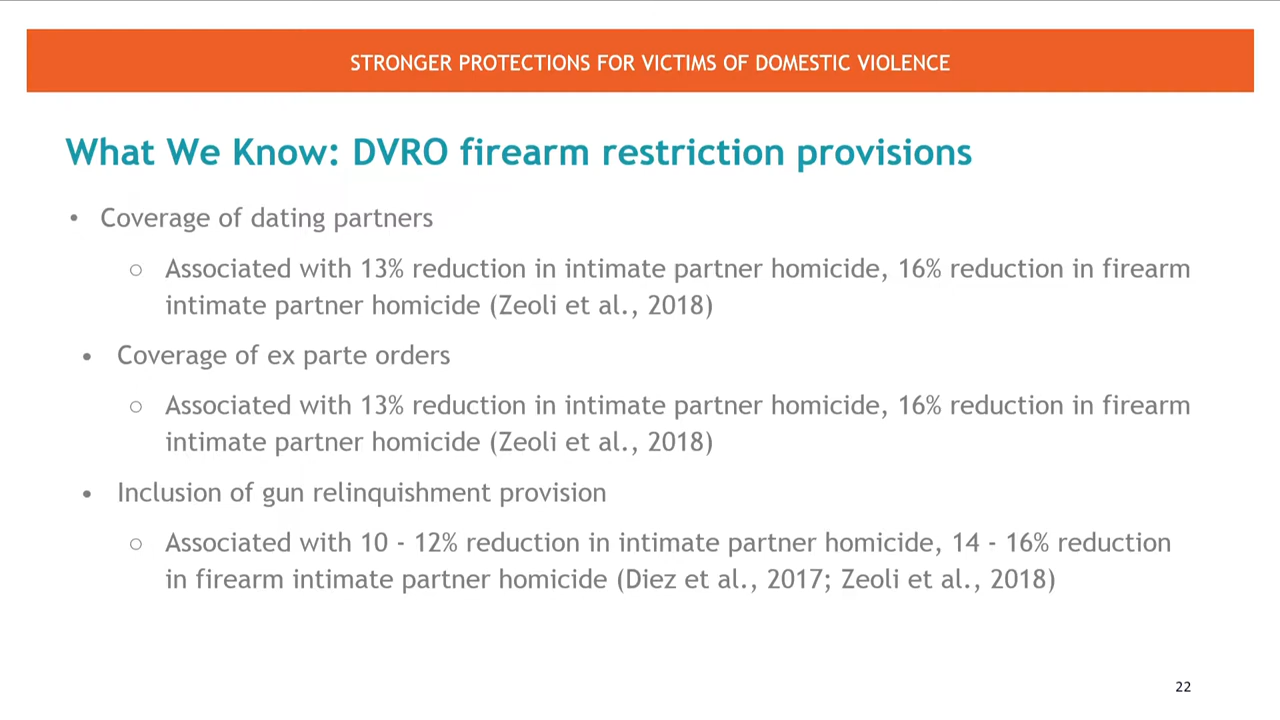 STRONGER PROTECTIONS FOR VICTIMS OF DOMESTIC VIOLENCE
What We Know: DVRO firearm restriction provisions
• Coverage of dating partners
○ Associated with 13% reduction in intimate partner homicide, 16% reduction in firearm
intimate partner homicide (Zeoli et al., 2018)
• Coverage of ex parte orders
○ Associated with 13% reduction in intimate partner homicide, 16% reduction in firearm
intimate partner homicide (Zeoli et al., 2018)
• Inclusion of gun relinquishment provision
○ Associated with 10 - 12% reduction in intimate partner homicide, 14 - 16% reduction
in firearm intimate partner homicide (Diez et al., 2017; Zeoli et al., 2018)
22